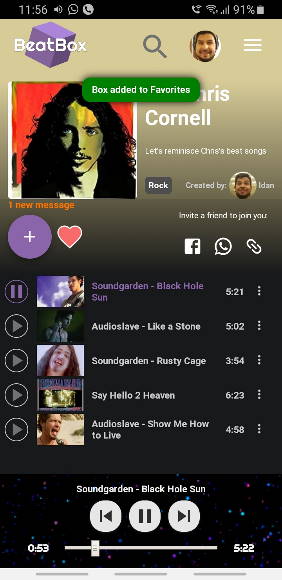 11:56
91%
BeatBox
Box added to Favorites
hris
Cornell
Let's reminisce Chris's best songs
Rock
Created by:
Idan
1 new message
Invite a friend to join you:
Soundgarden - Black Hole
Sun
5:21
Audioslave - Like a Stone
5:02
Soundgarden - Rusty Cage
3:54
Say Hello 2 Heaven
6:23
Audioslave - Show Me How
to Live
4:58
Soundgarden - Black Hole Sun
0:53
5:22